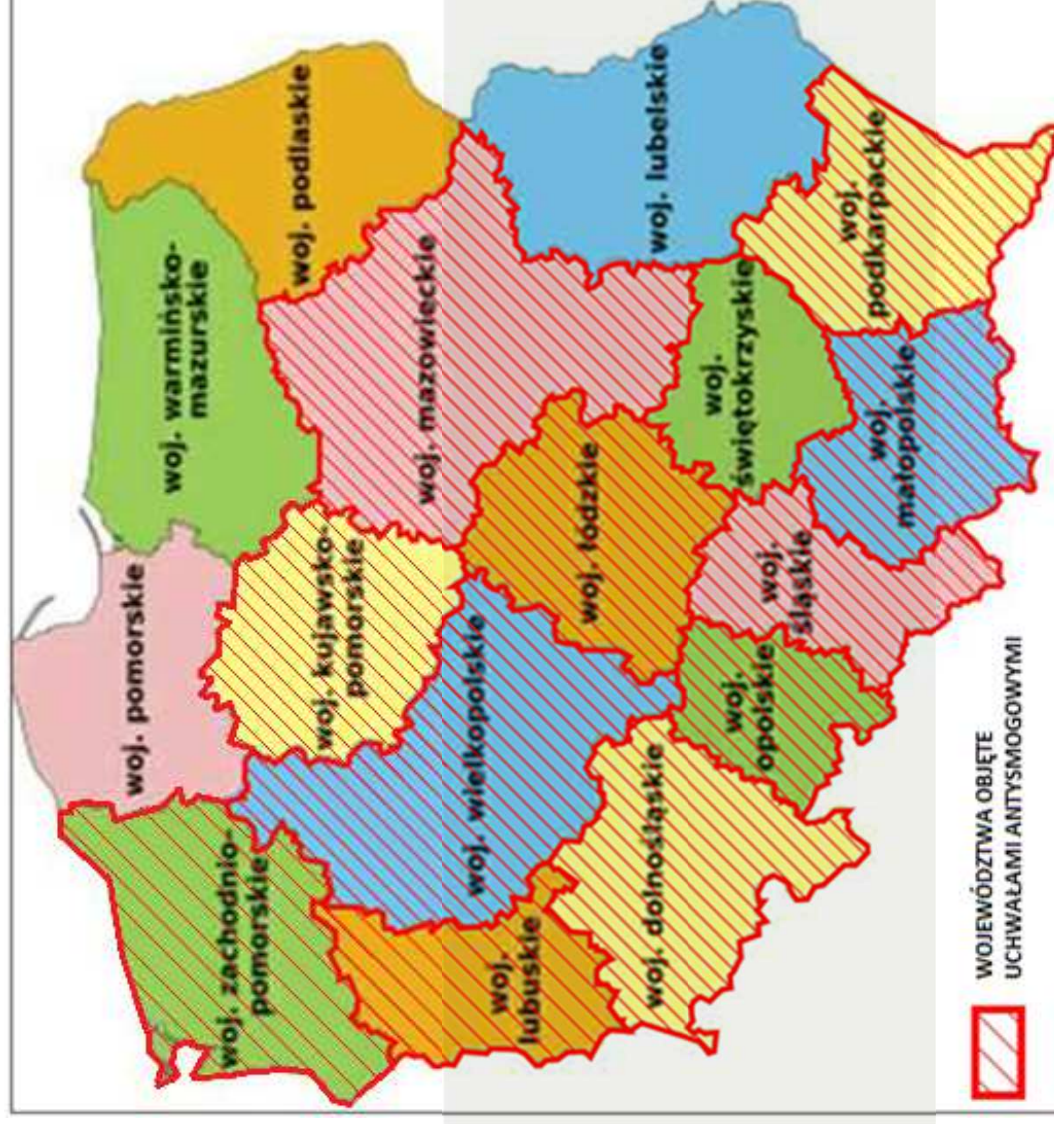 woj. pomorskie
woj. warmińsko-
mazurskie
woj. zachodnio-
pomorskie
woj. kujawsko-
pomorskie
woj. podlaskie
woj. mazowieckie
woj. wielkopolskie
woj.
lubuskie
woj. łódzkie
woj. lubelskie
woj. dolnośląskie
woj.
opolskie
woj.
śląskie
woj.
świętokrzyskie
woj.
małopolskie
woj.
podkarpackie
WOJEWÓDZTWA OBJĘTE
UCHWAŁAMI ANTYSMOGOWYMI